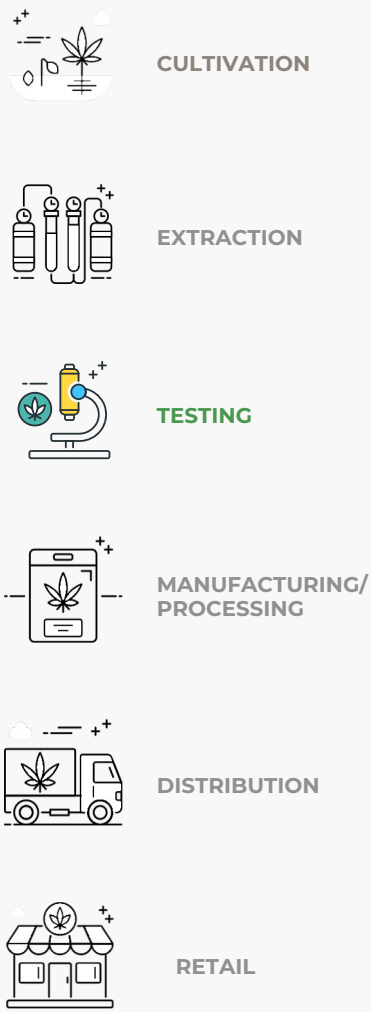 CULTIVATION
EXTRACTION
TESTING
MANUFACTURING/
PROCESSING
DISTRIBUTION
RETAIL